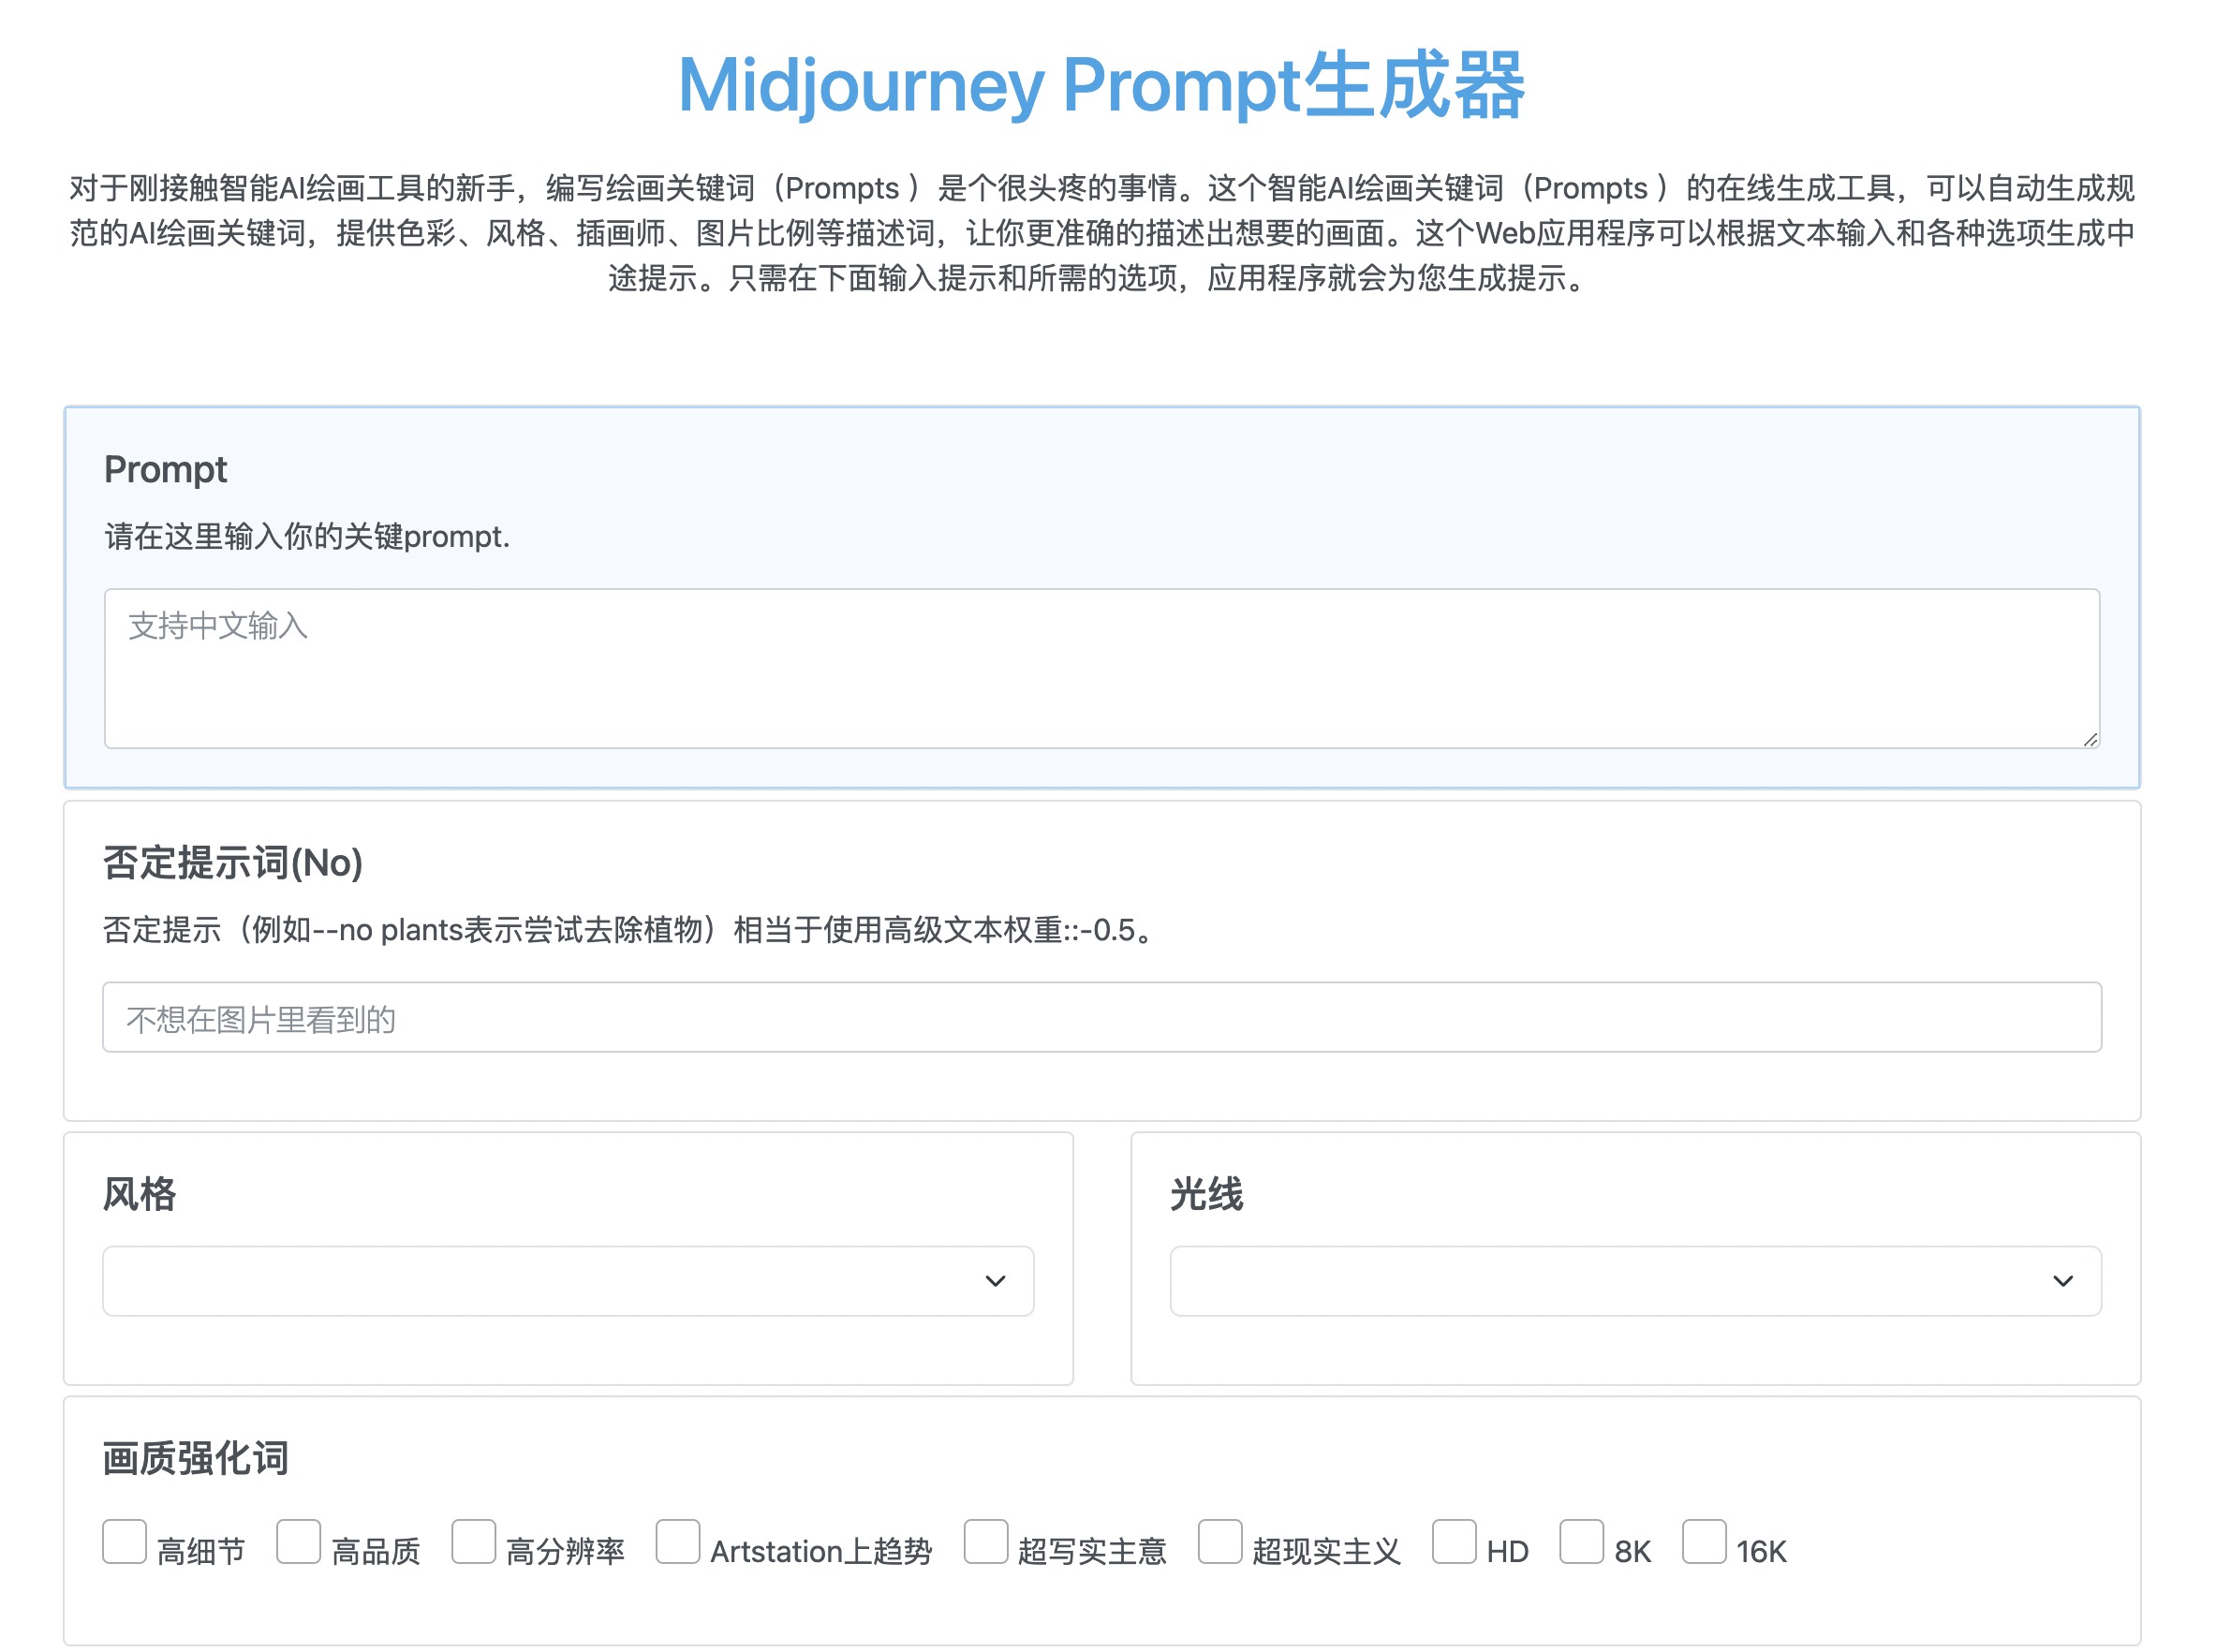 Midjourney Prompt生成器
对于刚接触智能AI绘画工具的新手，编写绘画关键词（Prompts ）是个很头疼的事情。这个智能AI绘画关键词（Prompts ）的在线生成工具，可以自动生成规
范的AI绘画关键词，提供色彩、风格、插画师、图片比例等描述词，让你更准确的描述出想要的画面。这个Web应用程序可以根据文本输入和各种选项生成中
途提示。只需在下面输入提示和所需的选项，应用程序就会为您生成提示。
Prompt
请在这里输入你的关键prompt.
支持中文输入
否定提示词(No)
否定提示（例如--no plants表示尝试去除植物）相当于使用高级文本权重::-0.5。
不想在图片里看到的
风格
光线
画质强化词
高细节 高品质 高分辨率 Artstation上趋势 超写实主意 超现实主义 HD 8K 16K